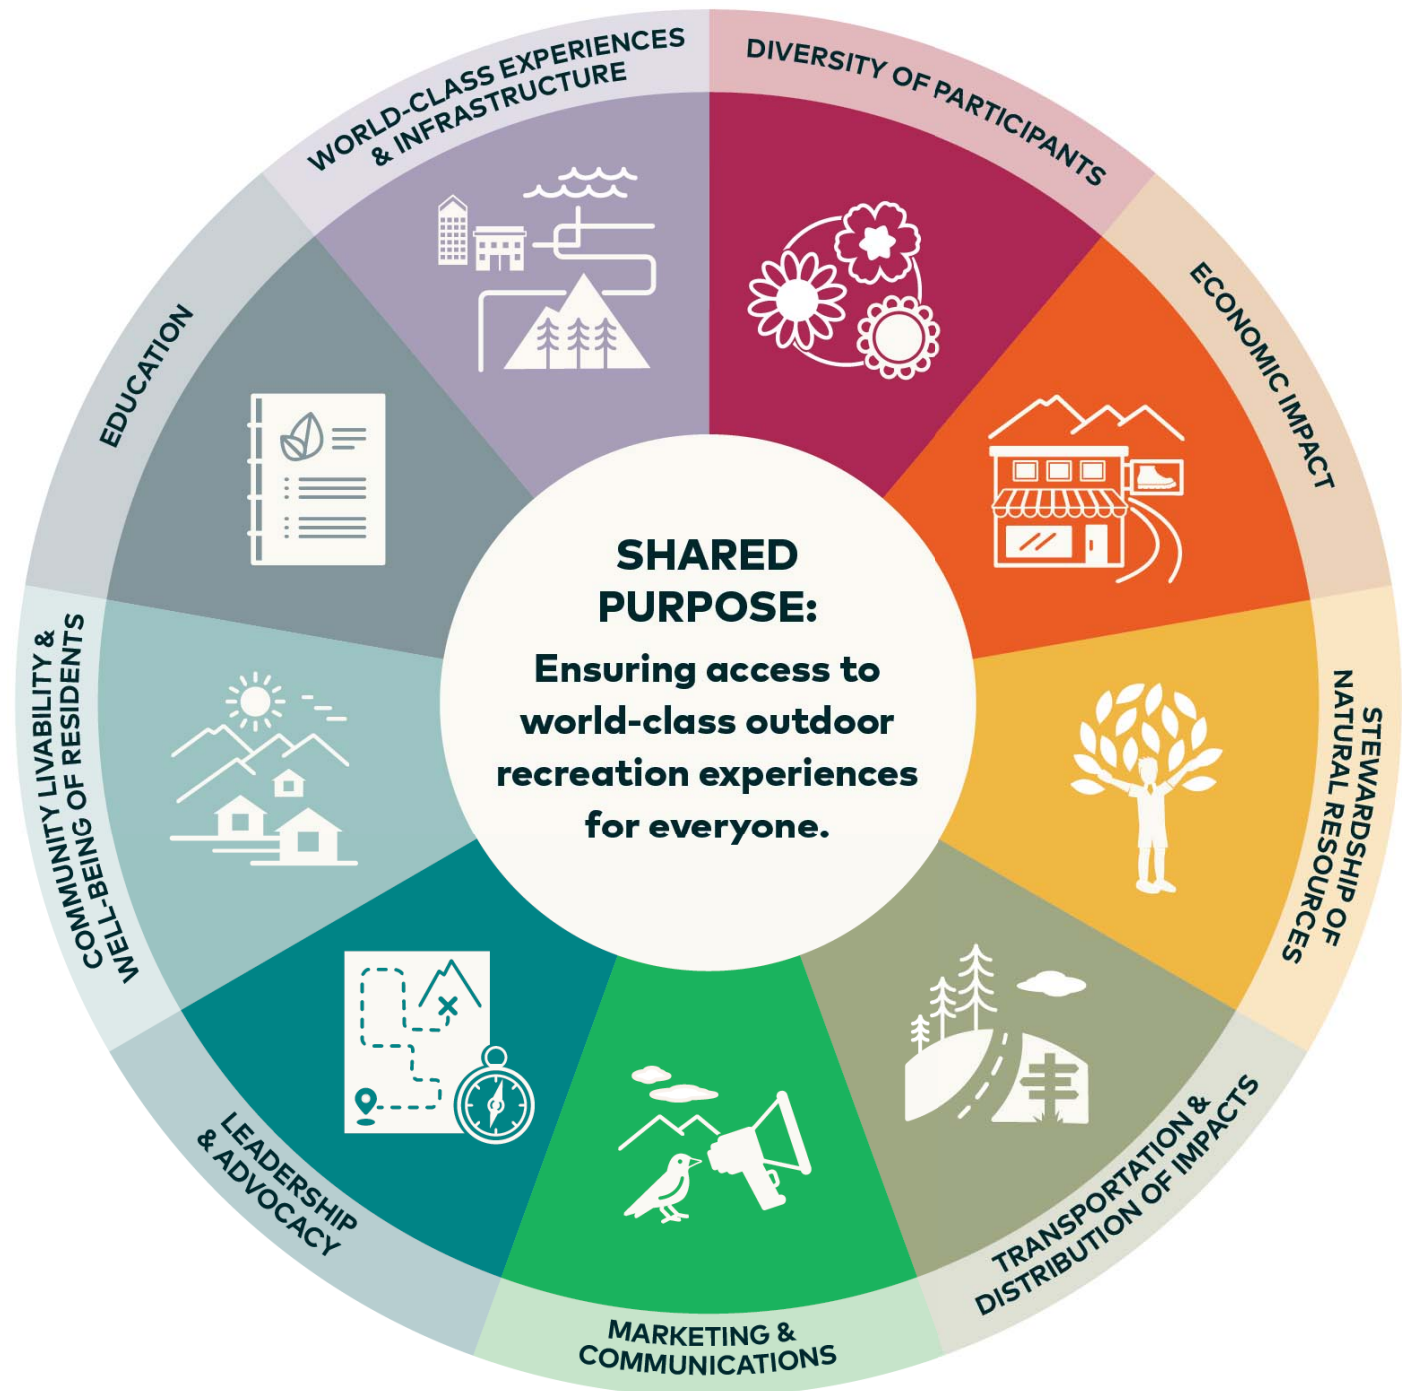 WORLD-CLASS EXPERIENCES
& INFRASTRUCTURE
DIVERSITY OF PARTICIPANTS
ECONOMIC IMPACT
STEWARDSHIP OF
NATURAL RESOURCES
TRANSPORTATION &
DISTRIBUTION OF IMPACTS
MARKETING &
COMMUNICATIONS
LEADERSHIP
& ADVOCACY
COMMUNITY LIVABILITY &
WELL-BEING OF RESIDENTS
EDUCATION
SHARED
PURPOSE:
Ensuring access to
world-class outdoor
recreation experiences
for everyone.